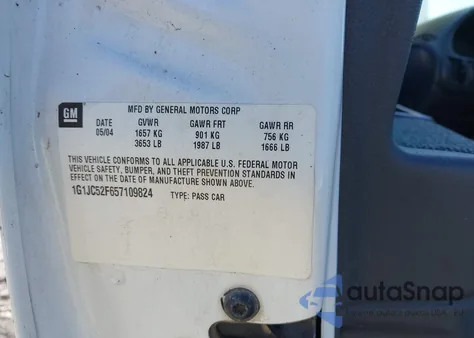 GM
MFD BY GENERAL MOTORS CORP
DATE GVWR GAWR FRT GAWR RR
05/04 1657 KG 901 KG 756 KG
3653 LB 1987 LB 1666 LB
THIS VEHICLE CONFORMS TO ALL APPLICABLE U.S. FEDERAL MOTOR
VEHICLE SAFETY, BUMPER, AND THEFT PREVENTION STANDARDS IN
EFFECT ON THE DATE OF MANUFACTURE SHOWN ABOVE.
1G1JC52F657109824 TYPE: PASS CAR
autoSnap